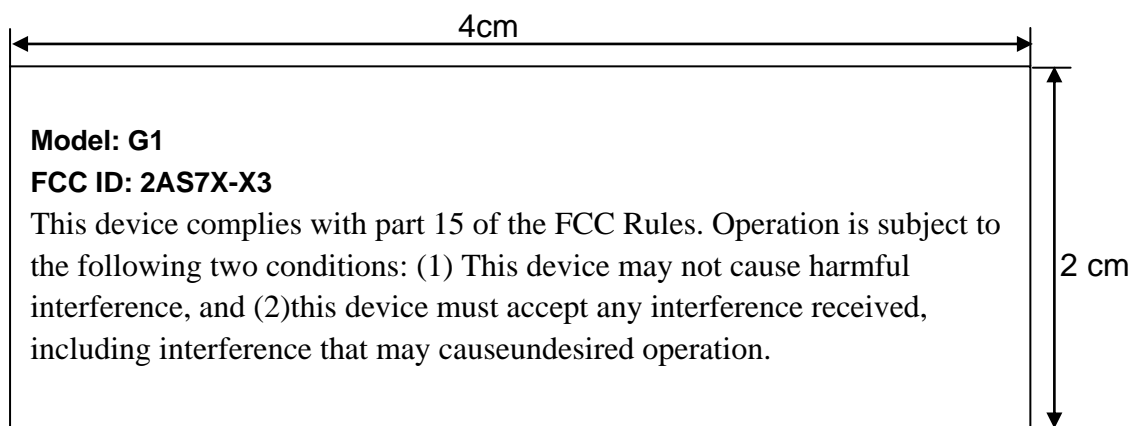 4cm
Model: G1
FCC ID: 2AS7X-X3
This device complies with part 15 of the FCC Rules. Operation is subject to
the following two conditions: (1) This device may not cause harmful
interference, and (2)this device must accept any interference received,
including interference that may causeundesired operation.
2 cm